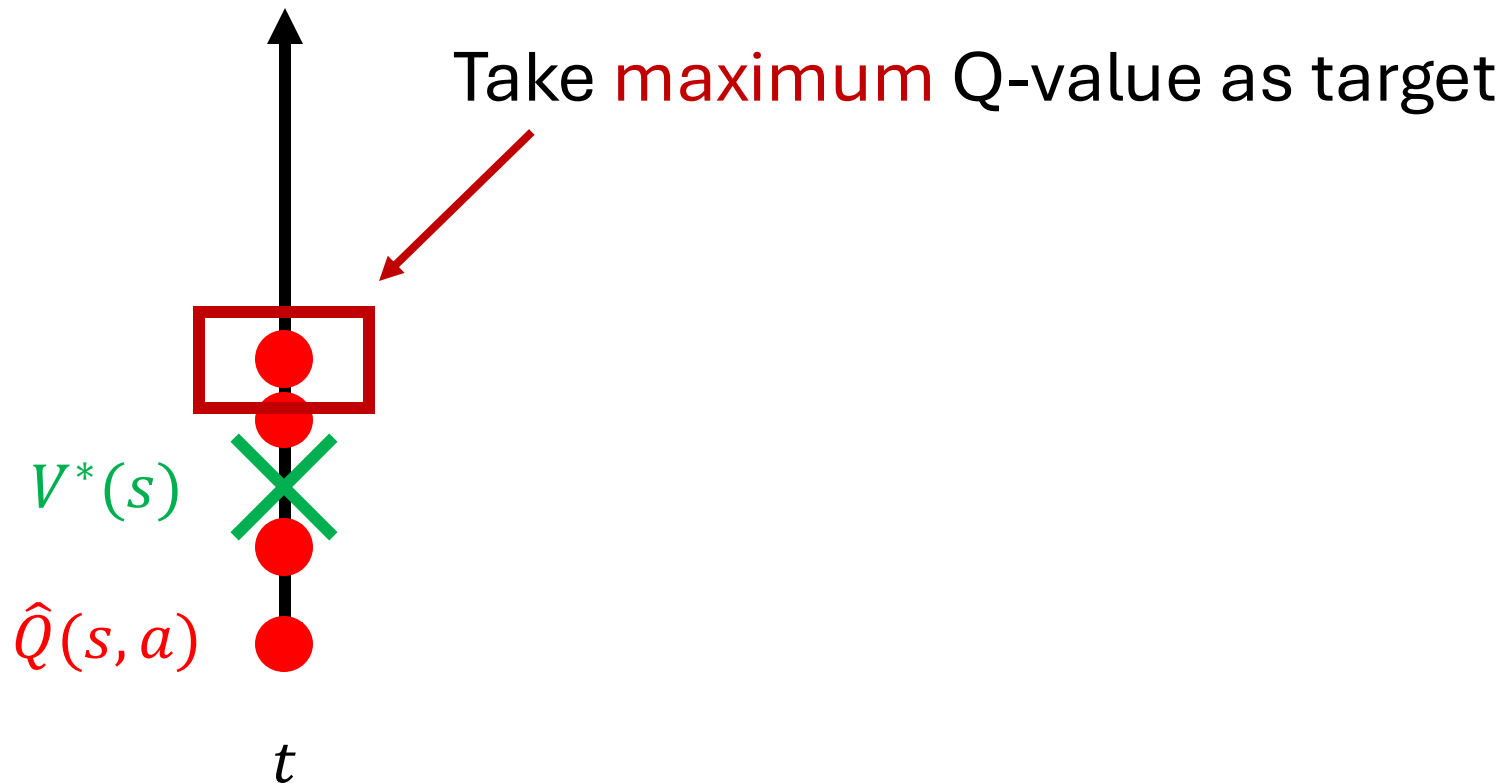 Take maximum Q-value as target
V*(s)
Q̂(s, a)
t